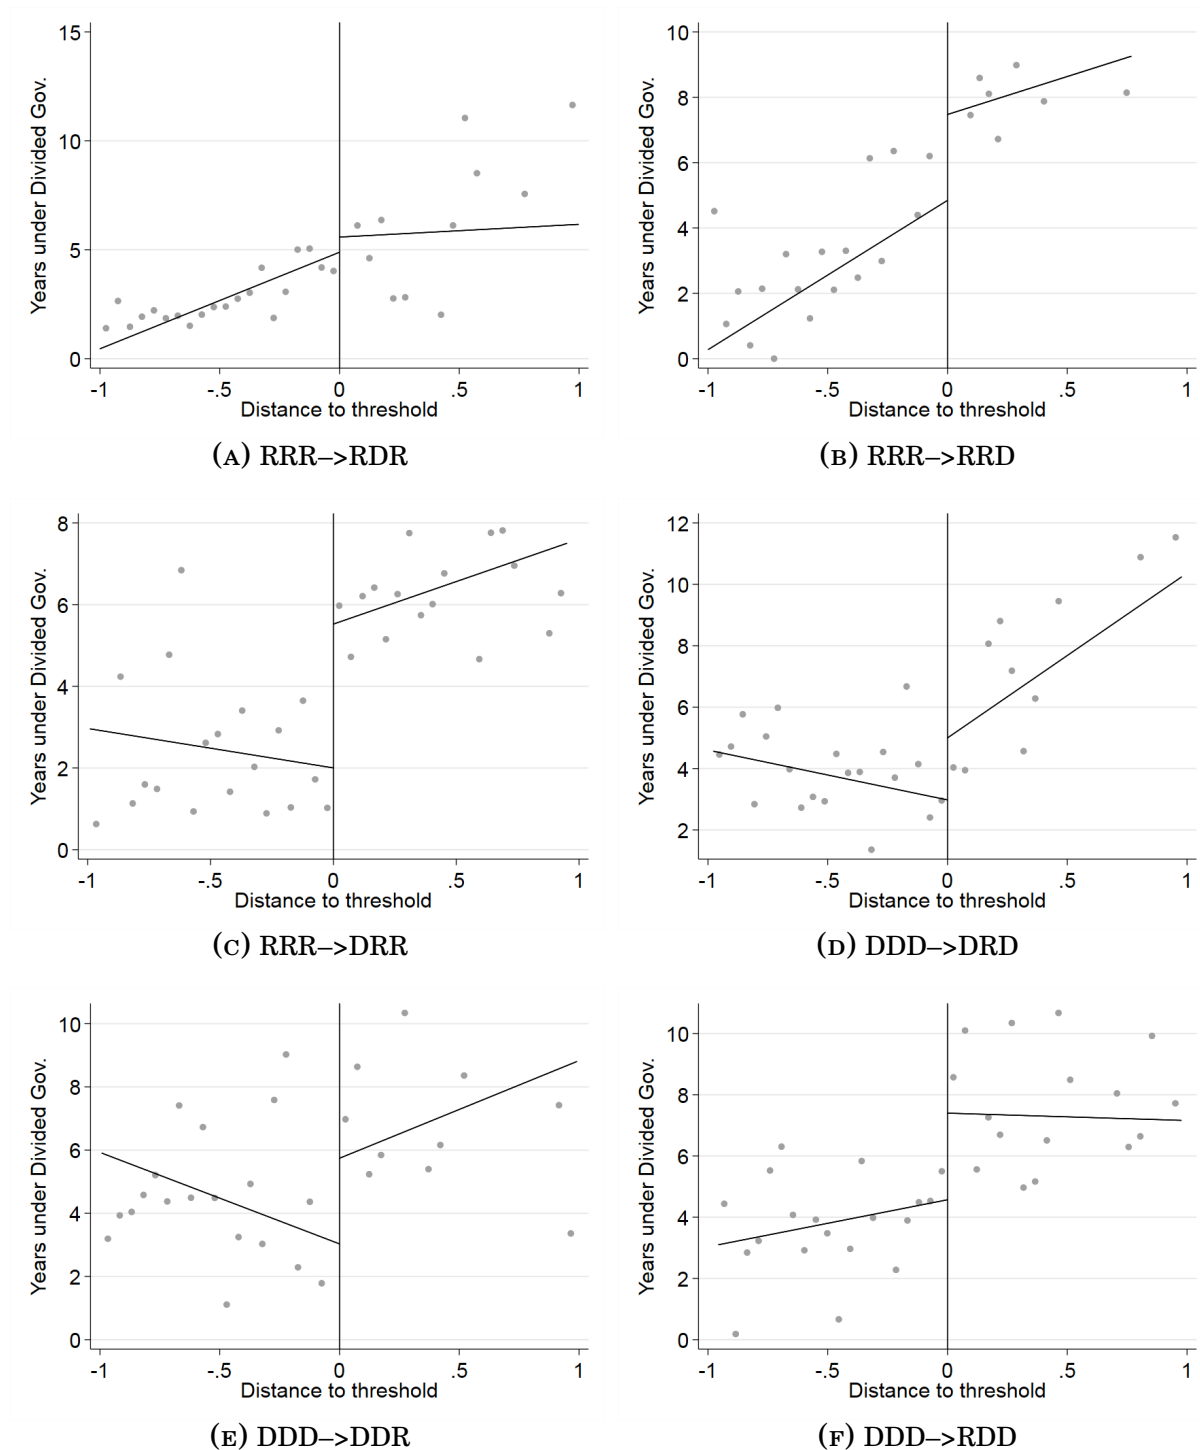 Years under Divided Gov.
15
10
5
0
-1 -.5 0 .5 1
Distance to threshold
(A) RRR–>RDR
Years under Divided Gov.
10
8
6
4
2
0
-1 -.5 0 .5 1
Distance to threshold
(B) RRR–>RRD
Years under Divided Gov.
8
6
4
2
0
-1 -.5 0 .5 1
Distance to threshold
(C) RRR–>DRR
Years under Divided Gov.
12
10
8
6
4
2
-1 -.5 0 .5 1
Distance to threshold
(D) DDD–>DRD
Years under Divided Gov.
10
8
6
4
2
0
-1 -.5 0 .5 1
Distance to threshold
(E) DDD–>DDR
Years under Divided Gov.
10
8
6
4
2
0
-1 -.5 0 .5 1
Distance to threshold
(F) DDD–>RDD